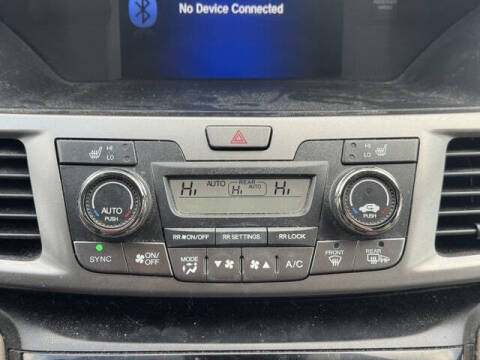 No Device Connected
HI
LO
HI
LO
AUTO
PUSH
Hi AUTO REAR Hi AUTO Hi
PUSH
RR ON/OFF
RR SETTINGS
RR LOCK
SYNC
ON/
OFF
MODE
A/C
FRONT
REAR